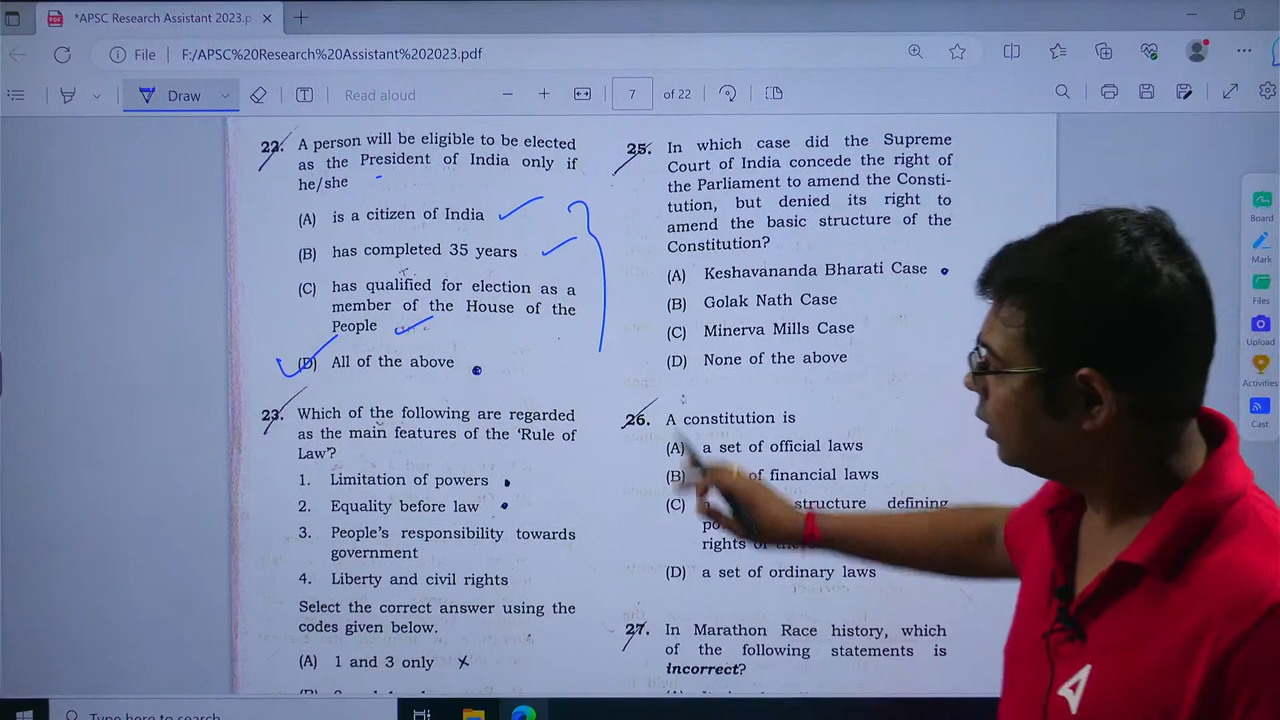 *APSC Research Assistant 2023.p
File F:/APSC%20Research%20Assistant%202023.pdf
Draw
Read aloud
7
of 22
22. A person will be eligible to be elected
as the President of India only if
he/she
(A) is a citizen of India
(B) has completed 35 years
(C) has qualified for election as a
member of the House of the
People
(D) All of the above
23. Which of the following are regarded
as the main features of the ‘Rule of
Law’?
1. Limitation of powers
2. Equality before law
3. People’s responsibility towards
government
4. Liberty and civil rights
Select the correct answer using the
codes given below.
(A) 1 and 3 only
25. In which case did the Supreme
Court of India concede the right of
the Parliament to amend the Consti-
tution, but denied its right to
amend the basic structure of the
Constitution?
(A) Keshavananda Bharati Case
(B) Golak Nath Case
(C) Minerva Mills Case
(D) None of the above
26. A constitution is
(A) a set of official laws
(B) of financial laws
(C) structure defining
rights of
(D) a set of ordinary laws
27. In Marathon Race history, which
of the following statements is
incorrect?
Board
Mark
Files
Upload
Activities
Cast
Type here to search